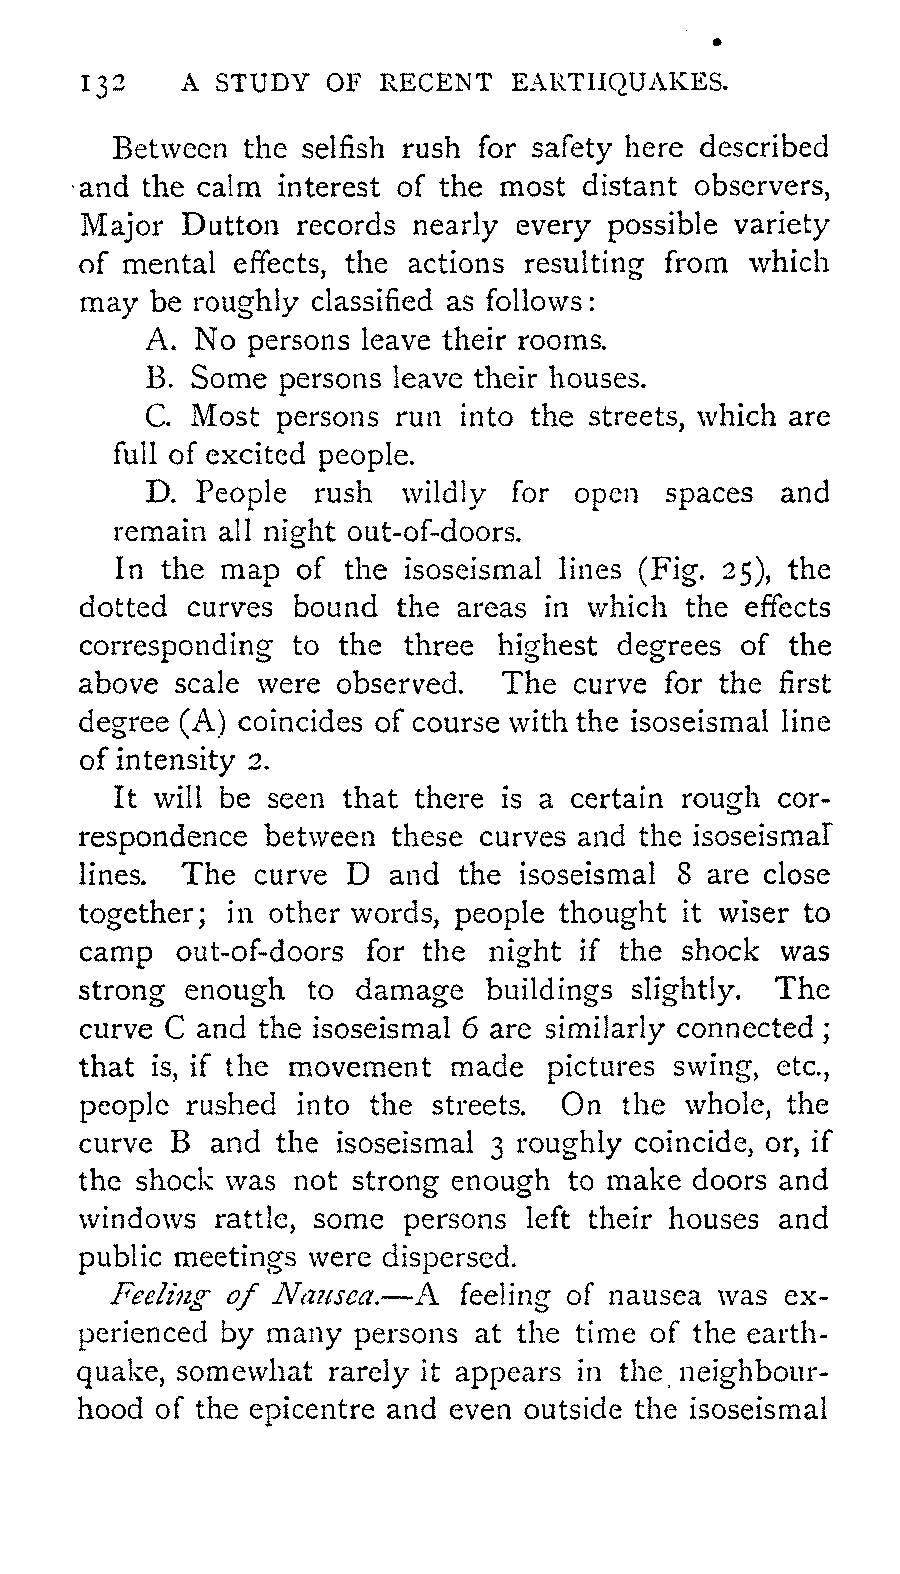 132 A STUDY OF RECENT EARTHQUAKES.
Between the selfish rush for safety here described
and the calm interest of the most distant observers,
Major Dutton records nearly every possible variety
of mental effects, the actions resulting from which
may be roughly classified as follows:
A. No persons leave their rooms.
B. Some persons leave their houses.
C. Most persons run into the streets, which are
full of excited people.
D. People rush wildly for open spaces and
remain all night out-of-doors.
In the map of the isoseismal lines (Fig. 25), the
dotted curves bound the areas in which the effects
corresponding to the three highest degrees of the
above scale were observed. The curve for the first
degree (A) coincides of course with the isoseismal line
of intensity 2.
It will be seen that there is a certain rough cor-
respondence between these curves and the isoseismal
lines. The curve D and the isoseismal 8 are close
together; in other words, people thought it wiser to
camp out-of-doors for the night if the shock was
strong enough to damage buildings slightly. The
curve C and the isoseismal 6 are similarly connected;
that is, if the movement made pictures swing, etc.,
people rushed into the streets. On the whole, the
curve B and the isoseismal 3 roughly coincide, or, if
the shock was not strong enough to make doors and
windows rattle, some persons left their houses and
public meetings were dispersed.
Feeling of Nausea.—A feeling of nausea was ex-
perienced by many persons at the time of the earth-
quake, somewhat rarely it appears in the neighbour-
hood of the epicentre and even outside the isoseismal